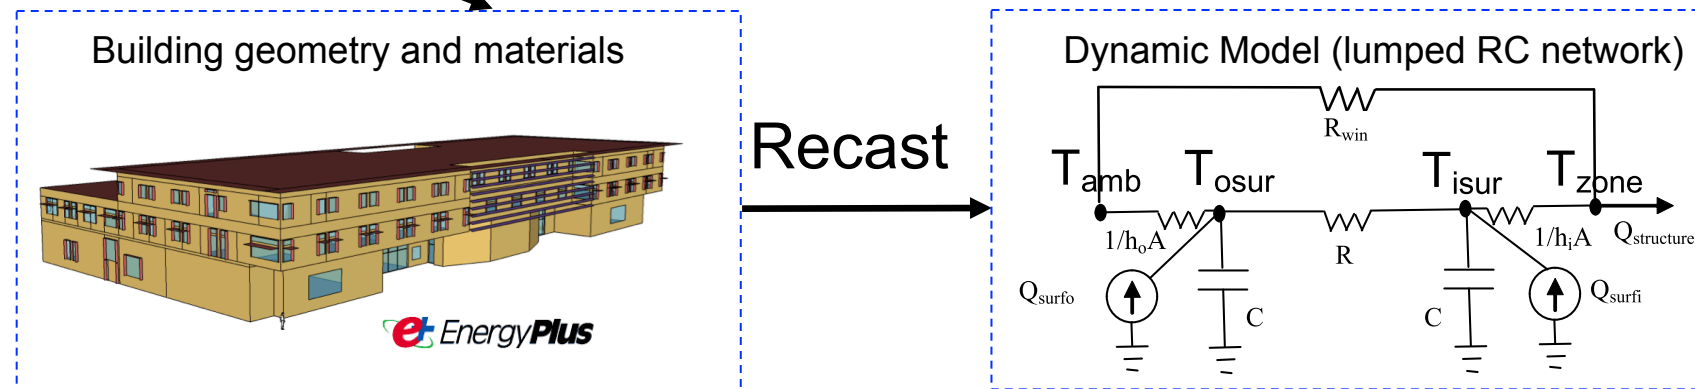 Building geometry and materials
EnergyPlus
Recast
Dynamic Model (lumped RC network)
Rwin
Tamb Tosur Tisur Tzone
1/hoA R 1/hiA Qstructure
Qsurfo C C Qsurfi